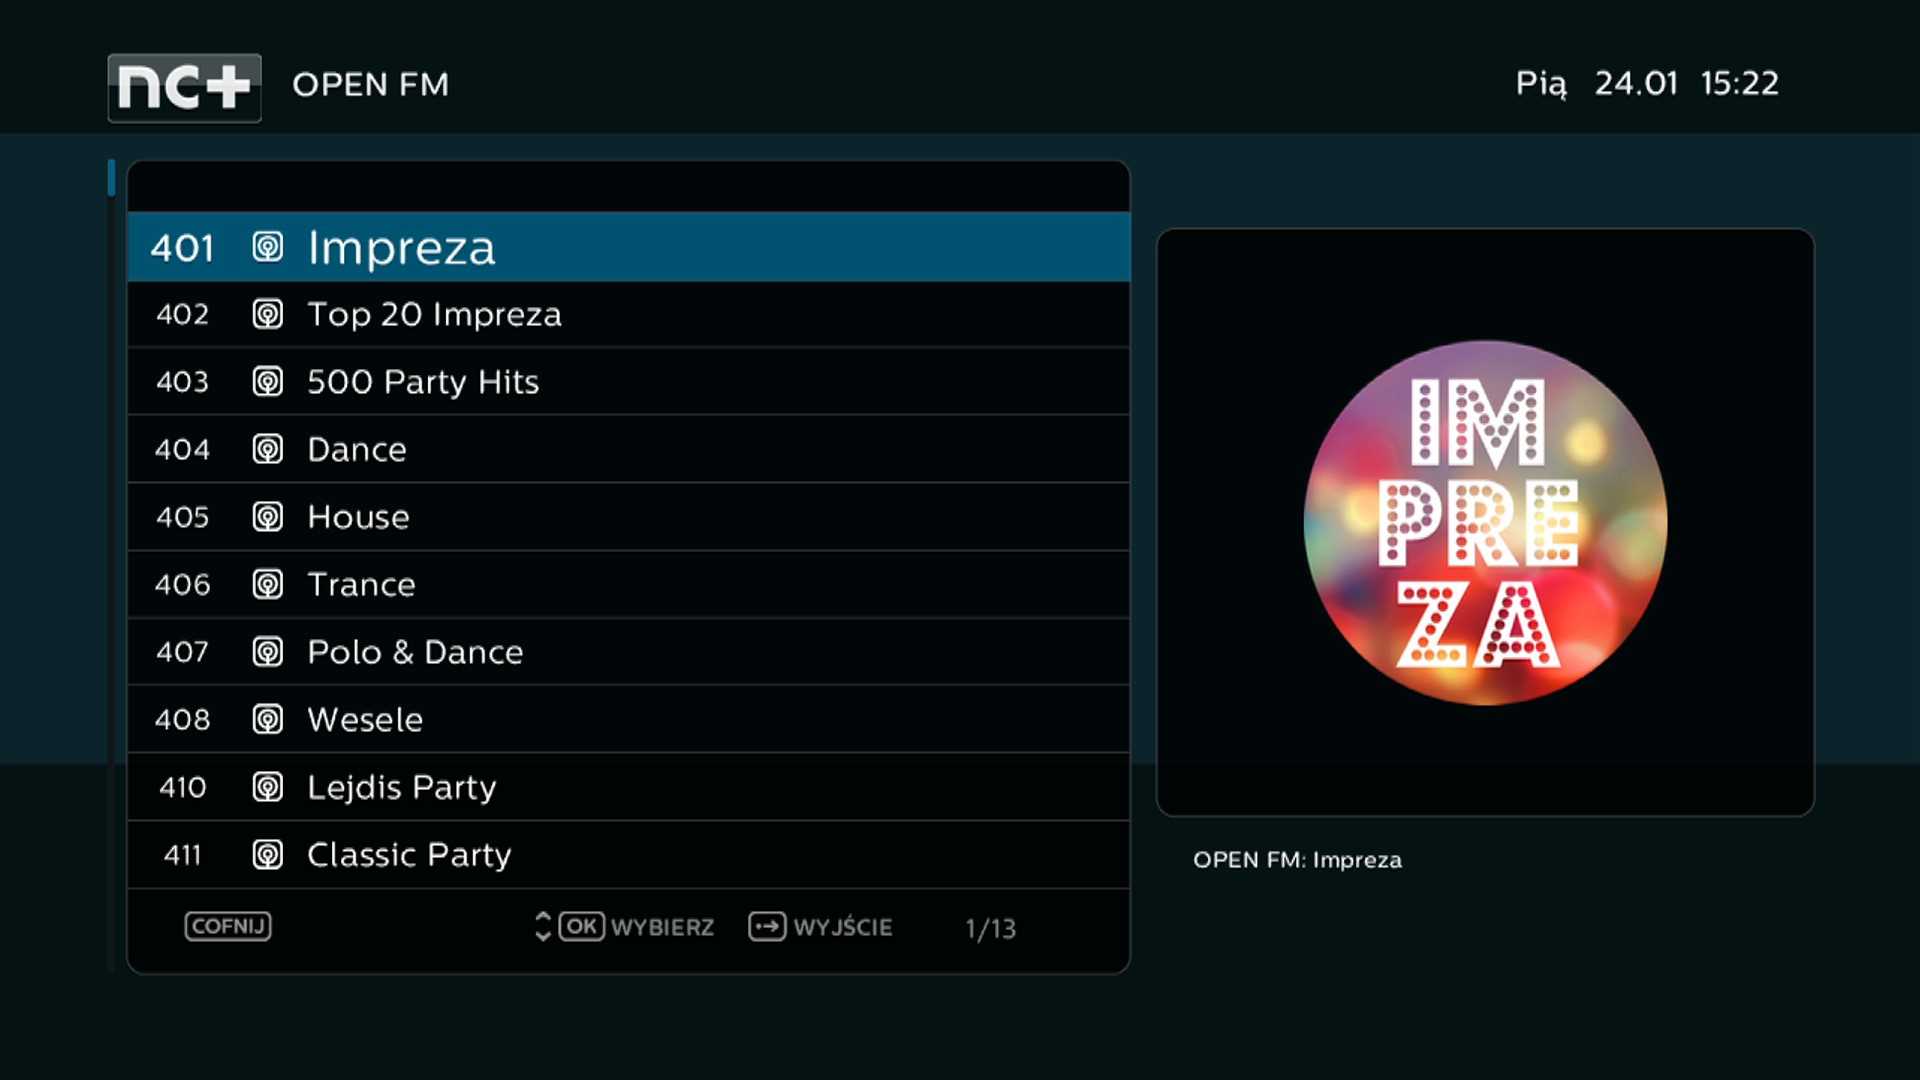 nc+ OPEN FM Pią 24.01 15:22
401 Impreza
402 Top 20 Impreza
403 500 Party Hits
404 Dance
405 House
406 Trance
407 Polo & Dance
408 Wesele
410 Lejdis Party
411 Classic Party
COFNIJ OK WYBIERZ WYJŚCIE 1/13
IM
PRE
ZA
OPEN FM: Impreza